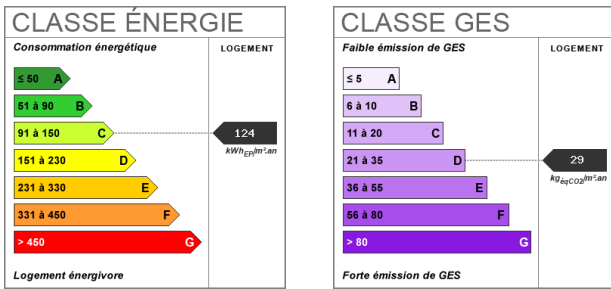 CLASSE ÉNERGIE
Consommation énergétique
LOGEMENT
≤ 50 A
51 à 90 B
91 à 150 C
124
kWhEP/m².an
151 à 230 D
231 à 330 E
331 à 450 F
> 450 G
Logement énergivore
CLASSE GES
Faible émission de GES
LOGEMENT
≤ 5 A
6 à 10 B
11 à 20 C
21 à 35 D
29
kgéqCO2/m².an
36 à 55 E
56 à 80 F
> 80 G
Forte émission de GES